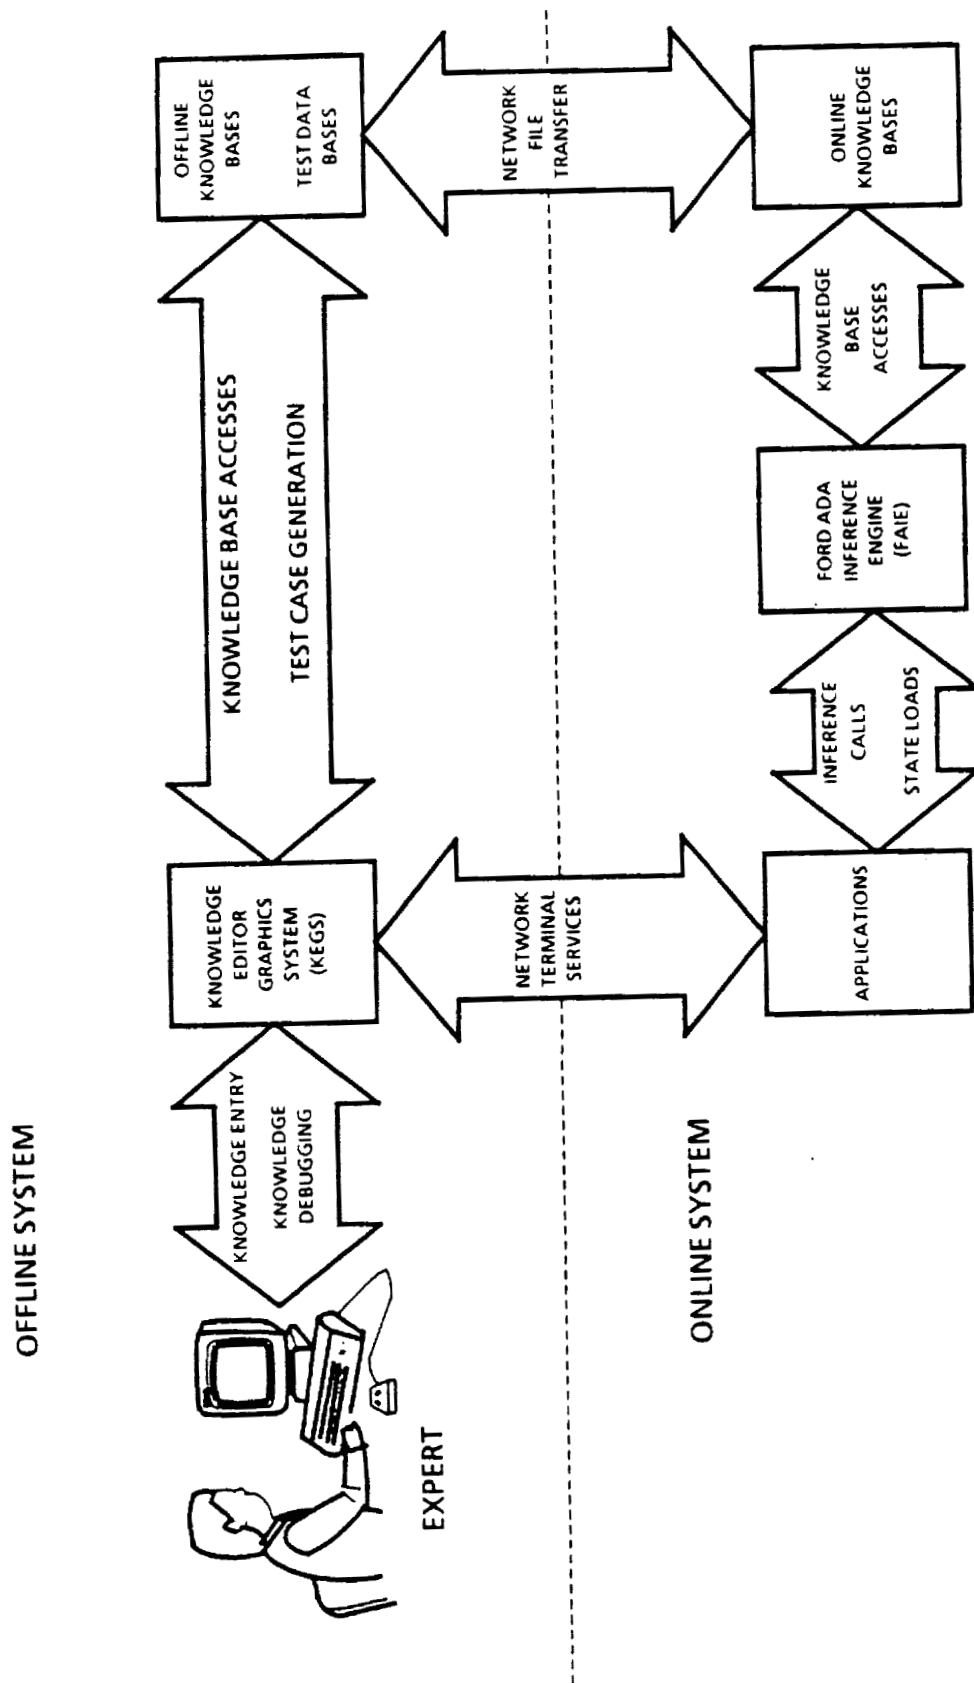 OFFLINE SYSTEM
EXPERT
KNOWLEDGE ENTRY
KNOWLEDGE
DEBUGGING
KNOWLEDGE
EDITOR
GRAPHICS
SYSTEM
(KEGS)
KNOWLEDGE BASE ACCESSES
TEST CASE GENERATION
OFFLINE
KNOWLEDGE
BASES
TEST DATA
BASES
NETWORK
TERMINAL
SERVICES
NETWORK
FILE
TRANSFER
ONLINE SYSTEM
APPLICATIONS
INFERENCE
CALLS
STATE LOADS
FORD ADA
INFERENCE
ENGINE
(FAIE)
KNOWLEDGE
BASE
ACCESSES
ONLINE
KNOWLEDGE
BASES